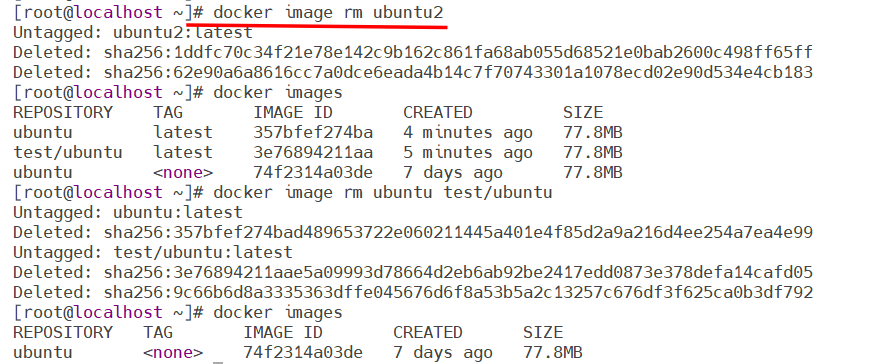 [root@localhost ~]# docker image rm ubuntu2
Untagged: ubuntu2:latest
Deleted: sha256:1ddfc70c34f21e78e142c9b162c861fa68ab055d68521e0bab2600c498ff65ff
Deleted: sha256:62e90a6a8616cc7a0dce6eada4b14c7f70743301a1078ecd02e90d534e4cb183
[root@localhost ~]# docker images
REPOSITORY    TAG       IMAGE ID       CREATED         SIZE
ubuntu        latest    357bfef274ba   4 minutes ago   77.8MB
test/ubuntu   latest    3e76894211aa   5 minutes ago   77.8MB
ubuntu        <none>    74f2314a03de   7 days ago      77.8MB
[root@localhost ~]# docker image rm ubuntu test/ubuntu
Untagged: ubuntu:latest
Deleted: sha256:357bfef274bad489653722e060211445a401e4f85d2a9a216d4ee254a7ea4e99
Untagged: test/ubuntu:latest
Deleted: sha256:3e76894211aae5a09993d78664d2eb6ab92be2417edd0873e378defa14cafd05
Deleted: sha256:9c66b6d8a3335363dffe045676d6f8a53b5a2c13257c676df3f625ca0b3df792
[root@localhost ~]# docker images
REPOSITORY   TAG       IMAGE ID       CREATED      SIZE
ubuntu       <none>    74f2314a03de   7 days ago   77.8MB